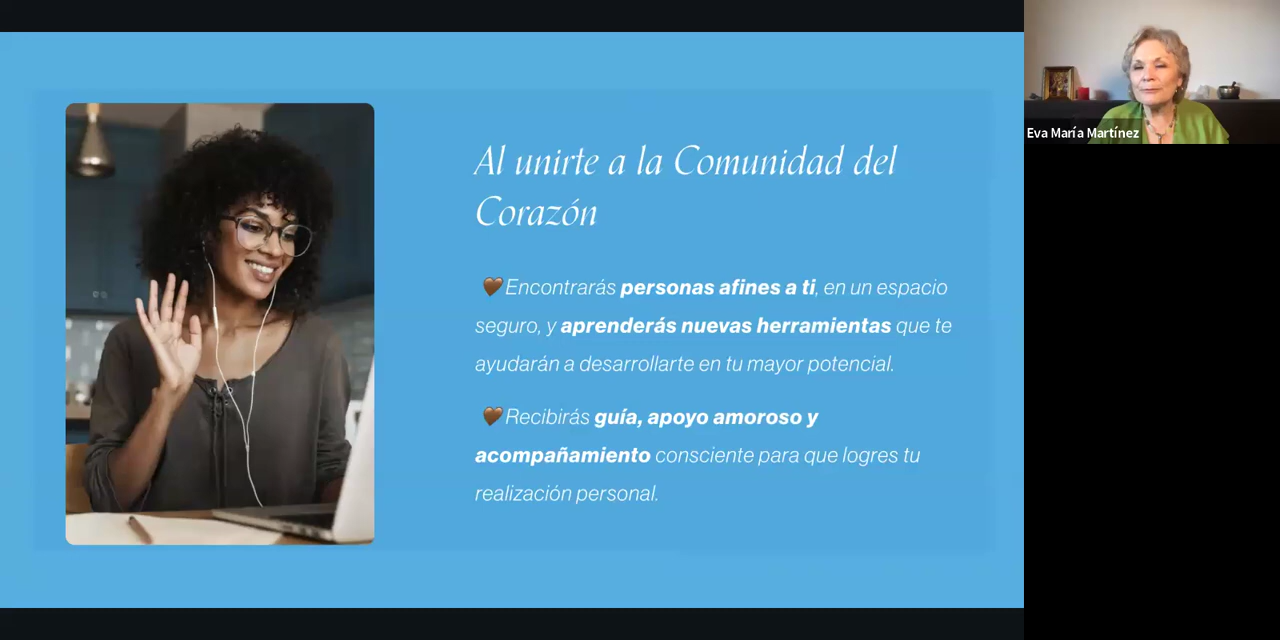 Al unirte a la Comunidad del
Corazón
🤎Encontrarás personas afines a ti, en un espacio
seguro, y aprenderás nuevas herramientas que te
ayudarán a desarrollarte en tu mayor potencial.
🤎Recibirás guía, apoyo amoroso y
acompañamiento consciente para que logres tu
realización personal.
Eva María Martínez